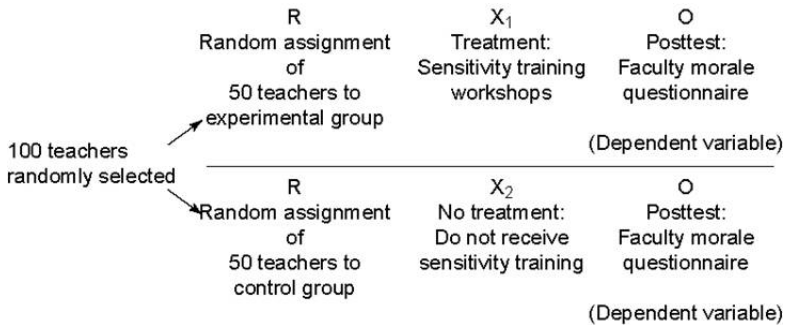 R
Random assignment
of
50 teachers to
experimental group
X₁
Treatment:
Sensitivity training
workshops
O
Posttest:
Faculty morale
questionnaire
(Dependent variable)
100 teachers
randomly selected
R
Random assignment
of
50 teachers to
control group
X₂
No treatment:
Do not receive
sensitivity training
O
Posttest:
Faculty morale
questionnaire
(Dependent variable)